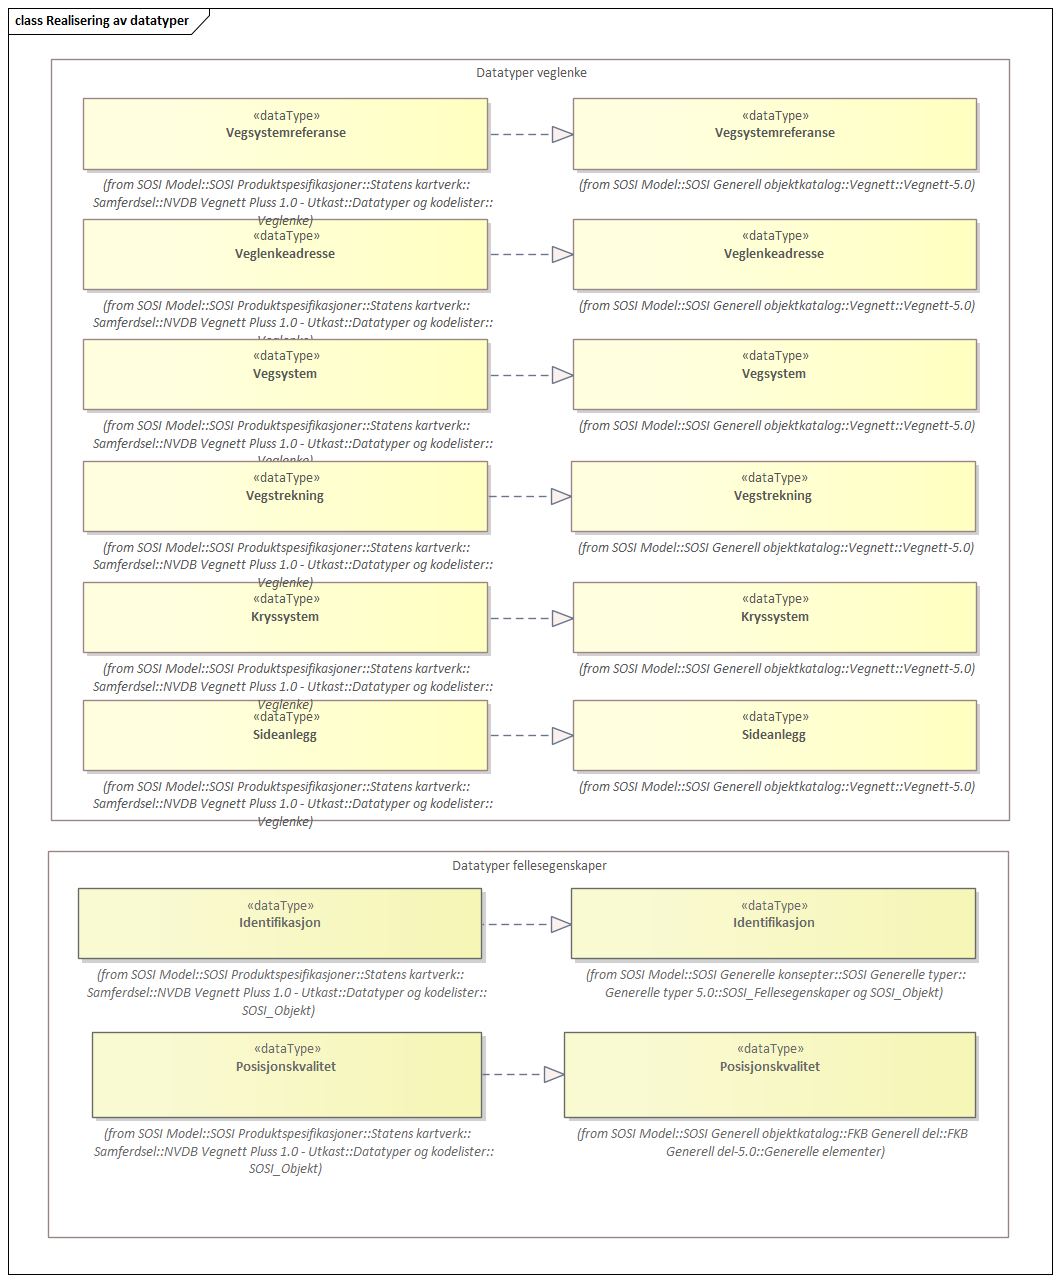 class Realisering av datatyper
Datatyper veglenke
«dataType»
Vegsystemreferanse
(from SOSI Model::SOSI Produktspesifikasjoner::Statens kartverk::
Samferdsel::NVDB Vegnett Pluss 1.0 - Utkast::Datatyper og kodelister::
Veglenke)
«dataType»
Vegsystemreferanse
(from SOSI Model::SOSI Generell objektkatalog::Vegnett::Vegnett-5.0)
«dataType»
Veglenkeadresse
(from SOSI Model::SOSI Produktspesifikasjoner::Statens kartverk::
Samferdsel::NVDB Vegnett Pluss 1.0 - Utkast::Datatyper og kodelister::
Veglenke)
«dataType»
Veglenkeadresse
(from SOSI Model::SOSI Generell objektkatalog::Vegnett::Vegnett-5.0)
«dataType»
Vegsystem
(from SOSI Model::SOSI Produktspesifikasjoner::Statens kartverk::
Samferdsel::NVDB Vegnett Pluss 1.0 - Utkast::Datatyper og kodelister::
Veglenke)
«dataType»
Vegsystem
(from SOSI Model::SOSI Generell objektkatalog::Vegnett::Vegnett-5.0)
«dataType»
Vegstrekning
(from SOSI Model::SOSI Produktspesifikasjoner::Statens kartverk::
Samferdsel::NVDB Vegnett Pluss 1.0 - Utkast::Datatyper og kodelister::
Veglenke)
«dataType»
Vegstrekning
(from SOSI Model::SOSI Generell objektkatalog::Vegnett::Vegnett-5.0)
«dataType»
Kryssystem
(from SOSI Model::SOSI Produktspesifikasjoner::Statens kartverk::
Samferdsel::NVDB Vegnett Pluss 1.0 - Utkast::Datatyper og kodelister::
Veglenke)
«dataType»
Kryssystem
(from SOSI Model::SOSI Generell objektkatalog::Vegnett::Vegnett-5.0)
«dataType»
Sideanlegg
(from SOSI Model::SOSI Produktspesifikasjoner::Statens kartverk::
Samferdsel::NVDB Vegnett Pluss 1.0 - Utkast::Datatyper og kodelister::
Veglenke)
«dataType»
Sideanlegg
(from SOSI Model::SOSI Generell objektkatalog::Vegnett::Vegnett-5.0)
Datatyper fellesegenskaper
«dataType»
Identifikasjon
(from SOSI Model::SOSI Produktspesifikasjoner::Statens kartverk::
Samferdsel::NVDB Vegnett Pluss 1.0 - Utkast::Datatyper og kodelister::
SOSI_Objekt)
«dataType»
Identifikasjon
(from SOSI Model::SOSI Generelle konsepter::SOSI Generelle typer::
Generelle typer 5.0::SOSI_Fellesegenskaper og SOSI_Objekt)
«dataType»
Posisjonskvalitet
(from SOSI Model::SOSI Produktspesifikasjoner::Statens kartverk::
Samferdsel::NVDB Vegnett Pluss 1.0 - Utkast::Datatyper og kodelister::
SOSI_Objekt)
«dataType»
Posisjonskvalitet
(from SOSI Model::SOSI Generell objektkatalog::FKB Generell del::FKB
Generell del-5.0::Generelle elementer)